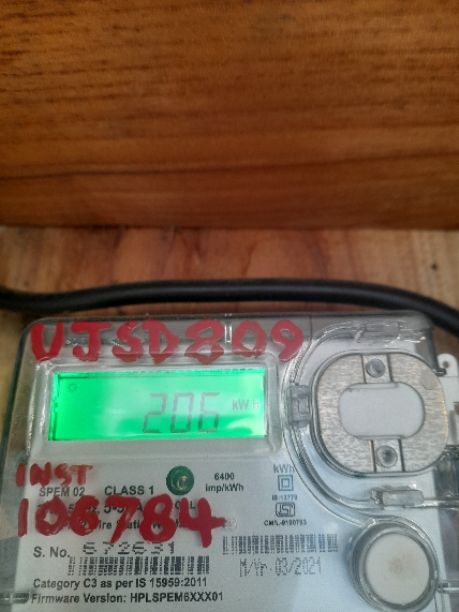 UJSD809
206 kWh
INST
6400
kWh
SPEM 02 CLASS 1
imp/kWh
106784
S. No. 672631
M/Yr. 03/2021
Category C3 as per IS 15959:2011
Firmware Version: HPLSPEM6XXX01